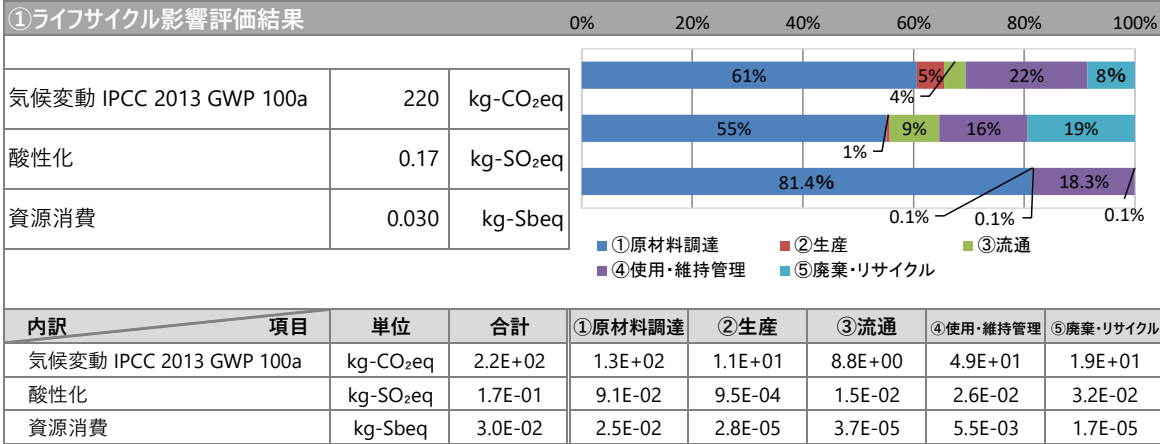 ①ライフサイクル影響評価結果
0% 20% 40% 60% 80% 100%
気候変動 IPCC 2013 GWP 100a 220 kg-CO₂eq
61% 5% 4% 22% 8%
酸性化 0.17 kg-SO₂eq
55% 1% 9% 16% 19%
資源消費 0.030 kg-Sbeq
81.4% 0.1% 0.1% 18.3% 0.1%
①原材料調達 ②生産 ③流通
④使用・維持管理 ⑤廃棄・リサイクル
内訳 項目 単位 合計 ①原材料調達 ②生産 ③流通 ④使用・維持管理 ⑤廃棄・リサイクル
気候変動 IPCC 2013 GWP 100a kg-CO₂eq 2.2E+02 1.3E+02 1.1E+01 8.8E+00 4.9E+01 1.9E+01
酸性化 kg-SO₂eq 1.7E-01 9.1E-02 9.5E-04 1.5E-02 2.6E-02 3.2E-02
資源消費 kg-Sbeq 3.0E-02 2.5E-02 2.8E-05 3.7E-05 5.5E-03 1.7E-05